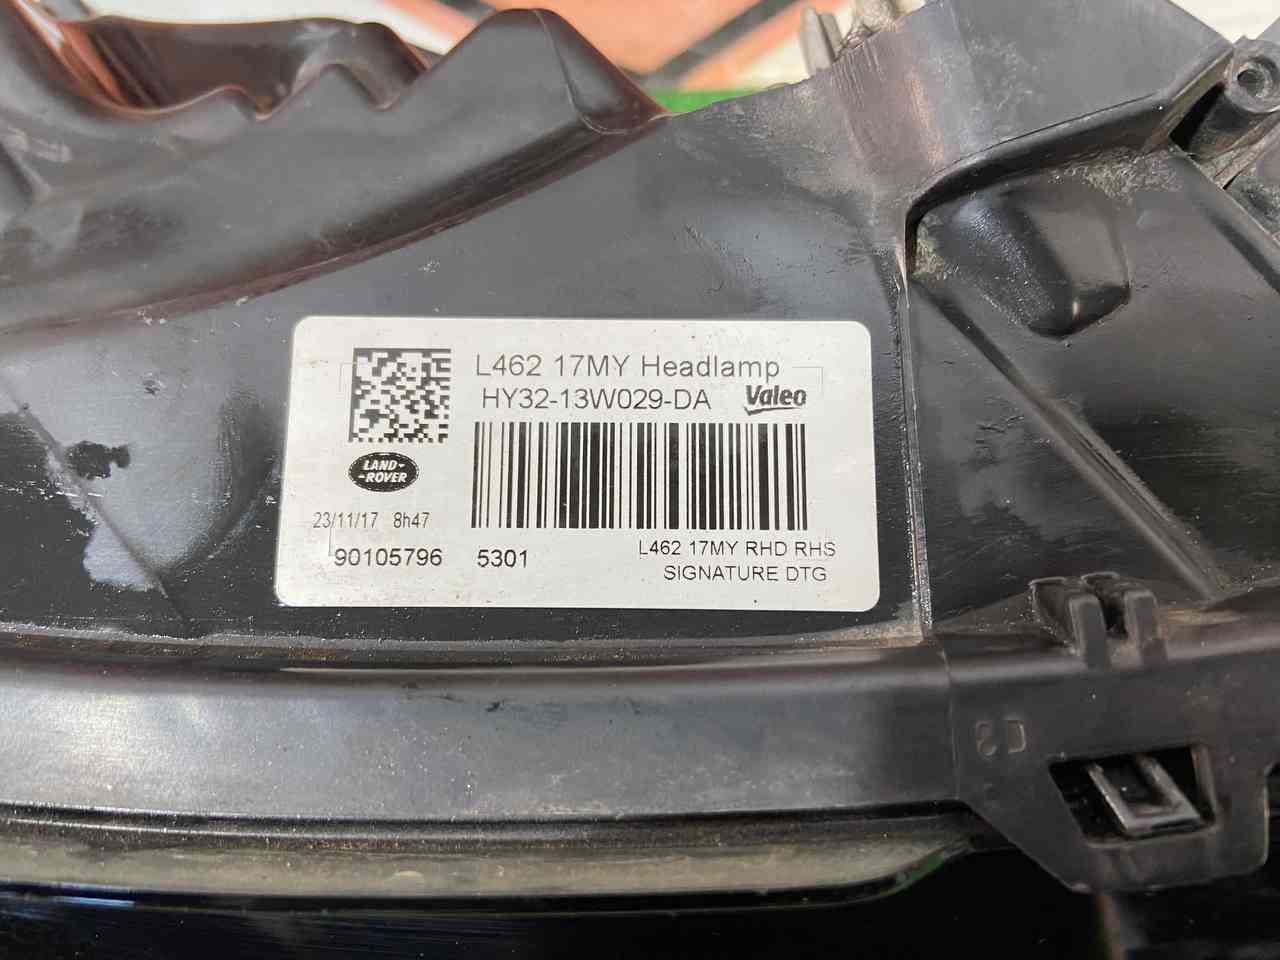 L462 17MY Headlamp
HY32-13W029-DA Valeo
LAND-
-ROVER
23/11/17 8h47
90105796 5301
L462 17MY RHD RHS
SIGNATURE DTG